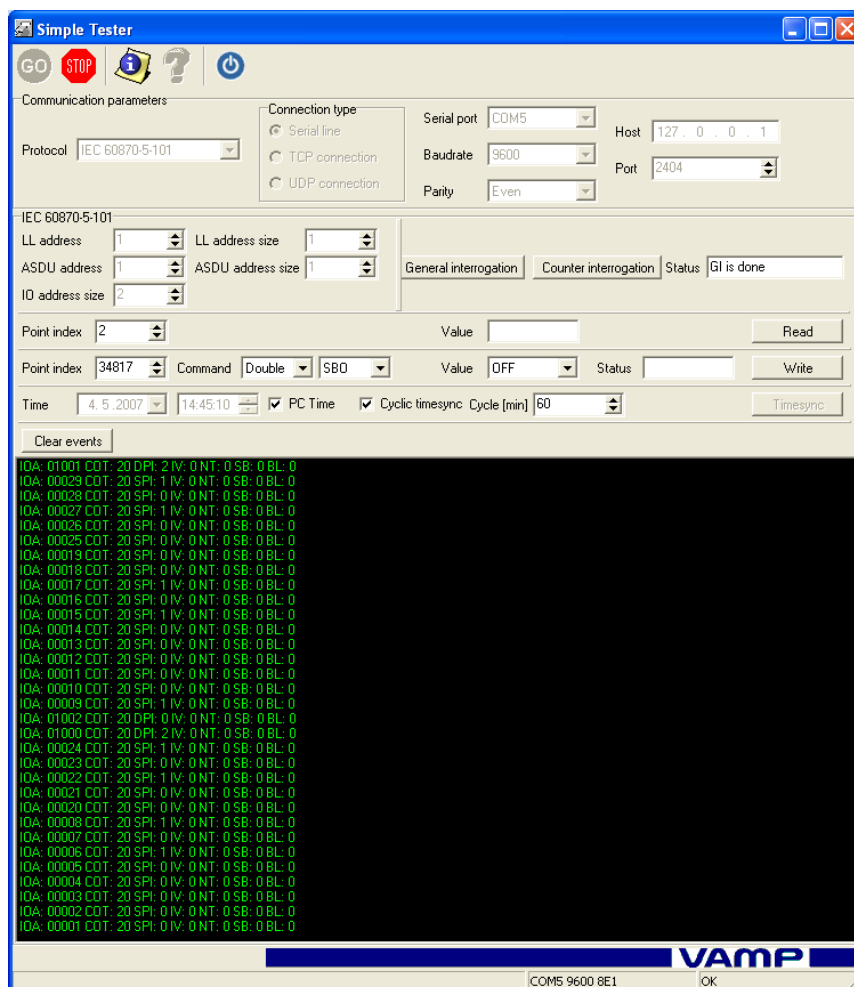 Simple Tester
GO STOP
Communication parameters
Protocol IEC 60870-5-101
Connection type
Serial line
TCP connection
UDP connection
Serial port COM5
Baudrate 9600
Parity Even
Host 127 . 0 . 0 . 1
Port 2404
IEC 60870-5-101
LL address 1 LL address size 1
ASDU address 1 ASDU address size 1 General interrogation Counter interrogation Status GI is done
IO address size 2
Point index 2 Value Read
Point index 34817 Command Double SBO Value OFF Status Write
Time 4. 5.2007 14:45:10 PC Time Cyclic timesync Cycle [min] 60 Timesync
Clear events
IOA: 01001 COT: 20 DPI: 2 IV: 0 NT: 0 SB: 0 BL: 0
IOA: 00029 COT: 20 SPI: 1 IV: 0 NT: 0 SB: 0 BL: 0
IOA: 00028 COT: 20 SPI: 0 IV: 0 NT: 0 SB: 0 BL: 0
IOA: 00027 COT: 20 SPI: 1 IV: 0 NT: 0 SB: 0 BL: 0
IOA: 00026 COT: 20 SPI: 0 IV: 0 NT: 0 SB: 0 BL: 0
IOA: 00025 COT: 20 SPI: 0 IV: 0 NT: 0 SB: 0 BL: 0
IOA: 00019 COT: 20 SPI: 0 IV: 0 NT: 0 SB: 0 BL: 0
IOA: 00018 COT: 20 SPI: 0 IV: 0 NT: 0 SB: 0 BL: 0
IOA: 00017 COT: 20 SPI: 1 IV: 0 NT: 0 SB: 0 BL: 0
IOA: 00016 COT: 20 SPI: 0 IV: 0 NT: 0 SB: 0 BL: 0
IOA: 00015 COT: 20 SPI: 1 IV: 0 NT: 0 SB: 0 BL: 0
IOA: 00014 COT: 20 SPI: 0 IV: 0 NT: 0 SB: 0 BL: 0
IOA: 00013 COT: 20 SPI: 0 IV: 0 NT: 0 SB: 0 BL: 0
IOA: 00012 COT: 20 SPI: 0 IV: 0 NT: 0 SB: 0 BL: 0
IOA: 00011 COT: 20 SPI: 0 IV: 0 NT: 0 SB: 0 BL: 0
IOA: 00010 COT: 20 SPI: 0 IV: 0 NT: 0 SB: 0 BL: 0
IOA: 00009 COT: 20 SPI: 1 IV: 0 NT: 0 SB: 0 BL: 0
IOA: 01002 COT: 20 DPI: 0 IV: 0 NT: 0 SB: 0 BL: 0
IOA: 01000 COT: 20 DPI: 2 IV: 0 NT: 0 SB: 0 BL: 0
IOA: 00024 COT: 20 SPI: 1 IV: 0 NT: 0 SB: 0 BL: 0
IOA: 00023 COT: 20 SPI: 0 IV: 0 NT: 0 SB: 0 BL: 0
IOA: 00022 COT: 20 SPI: 1 IV: 0 NT: 0 SB: 0 BL: 0
IOA: 00021 COT: 20 SPI: 0 IV: 0 NT: 0 SB: 0 BL: 0
IOA: 00020 COT: 20 SPI: 0 IV: 0 NT: 0 SB: 0 BL: 0
IOA: 00008 COT: 20 SPI: 1 IV: 0 NT: 0 SB: 0 BL: 0
IOA: 00007 COT: 20 SPI: 0 IV: 0 NT: 0 SB: 0 BL: 0
IOA: 00006 COT: 20 SPI: 1 IV: 0 NT: 0 SB: 0 BL: 0
IOA: 00005 COT: 20 SPI: 0 IV: 0 NT: 0 SB: 0 BL: 0
IOA: 00004 COT: 20 SPI: 0 IV: 0 NT: 0 SB: 0 BL: 0
IOA: 00003 COT: 20 SPI: 0 IV: 0 NT: 0 SB: 0 BL: 0
IOA: 00002 COT: 20 SPI: 0 IV: 0 NT: 0 SB: 0 BL: 0
IOA: 00001 COT: 20 SPI: 0 IV: 0 NT: 0 SB: 0 BL: 0
VAMP
COM5 9600 8E1 OK